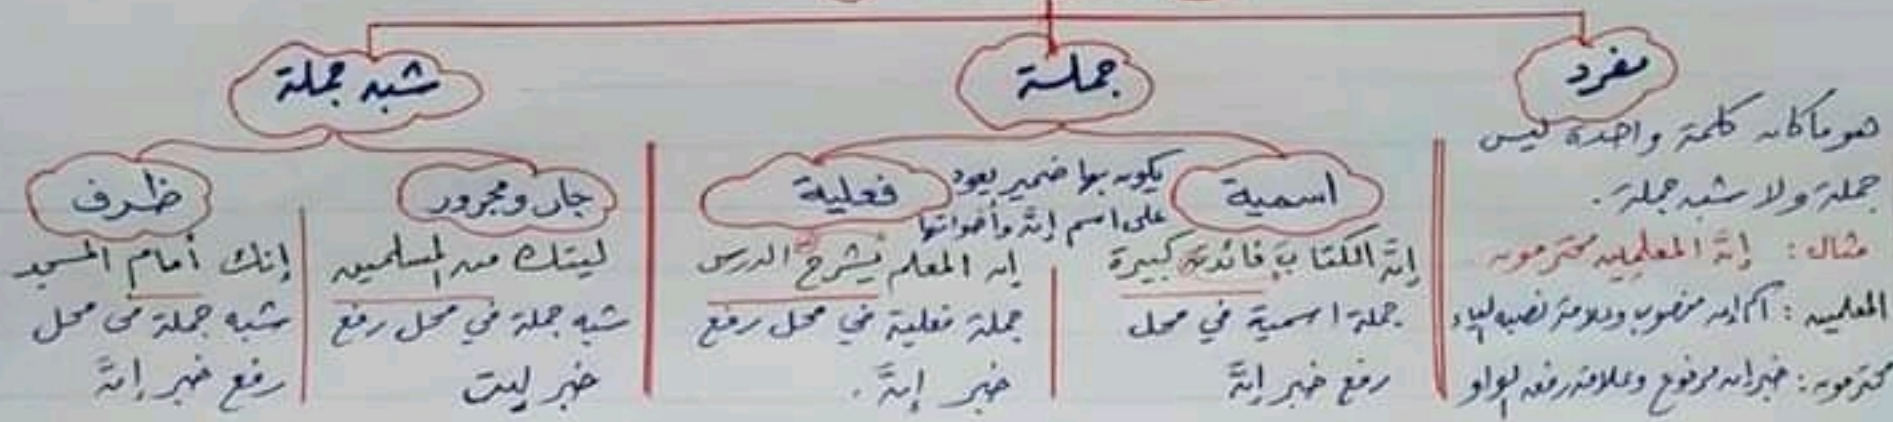 مفرد
هو ما كان كلمة واحدة ليس
جملة ولا شبه جملة.
مثال: إنَّ المعلمين محترمون
المعلمين: اسم إن منصوب وعلامة نصبه الياء
محترمون: خبر إن مرفوع وعلامة رفعه الواو
جملة
يكون بها ضمير يعود
على اسم إنَّ وأخواتها
اسمية
إنَّ الكتابَ فائدته كبيرة
جملة اسمية في محل
رفع خبر إنَّ
فعلية
إن المعلم يشرح الدرس
جملة فعلية في محل رفع
خبر إنَّ.
شبه جملة
جار ومجرور
ليتك من المسلمين
شبه جملة في محل رفع
خبر ليت
ظرف
إنك أمام المسجد
شبه جملة في محل
رفع خبر إنَّ